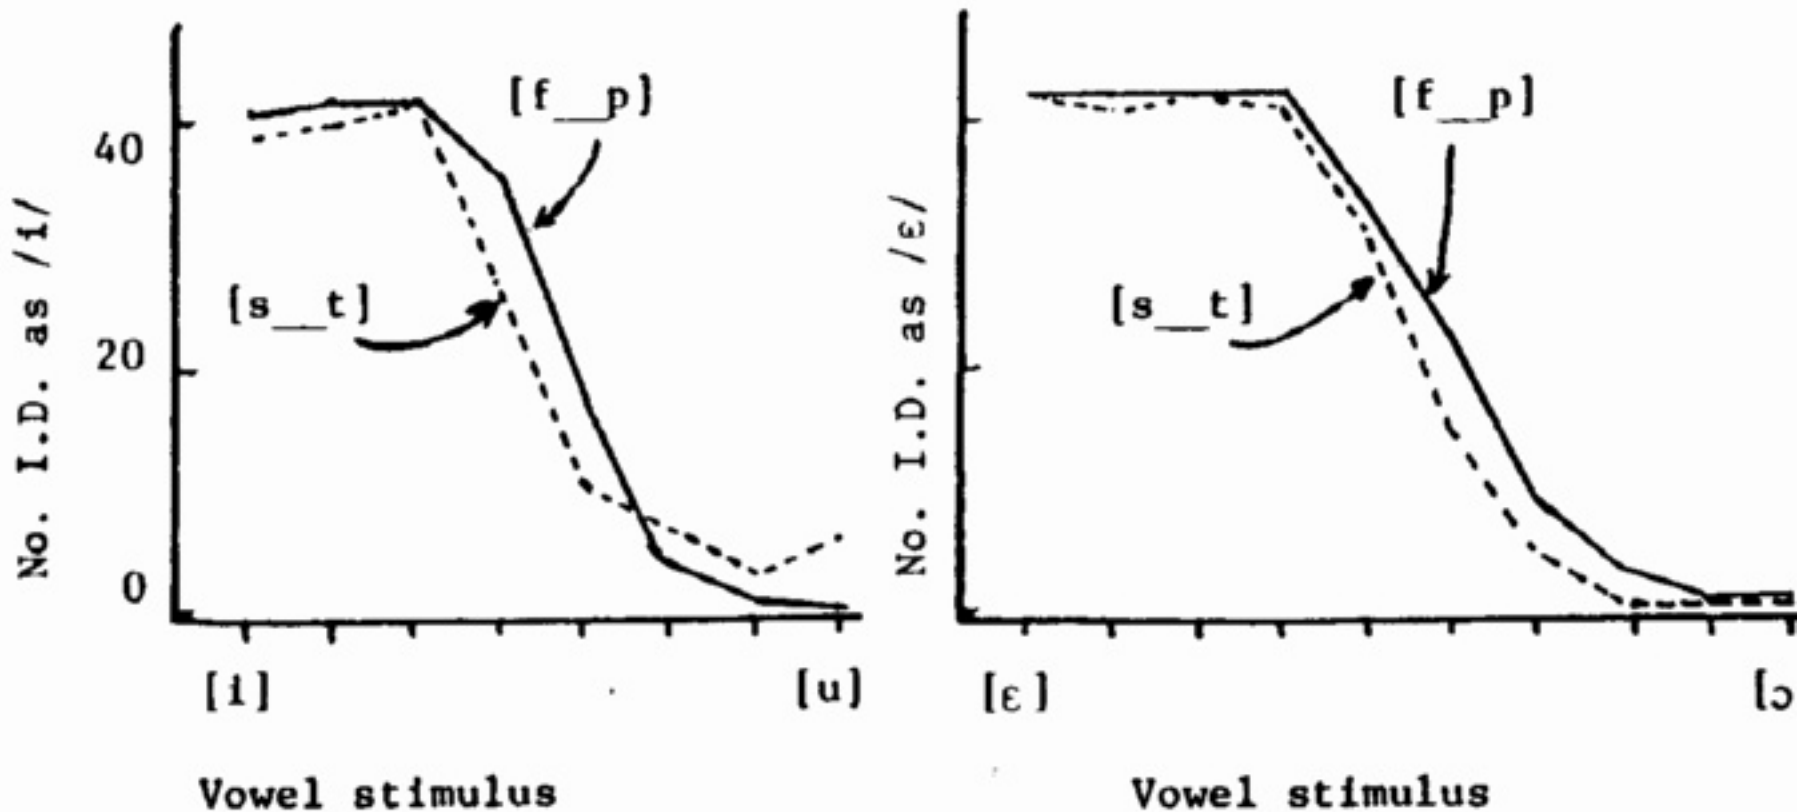 No. I.D. as /i/
40
20
0
[f__p]
[s__t]
[i]
[u]
Vowel stimulus
No. I.D. as /ɛ/
[f__p]
[s__t]
[ɛ]
[ɔ
Vowel stimulus